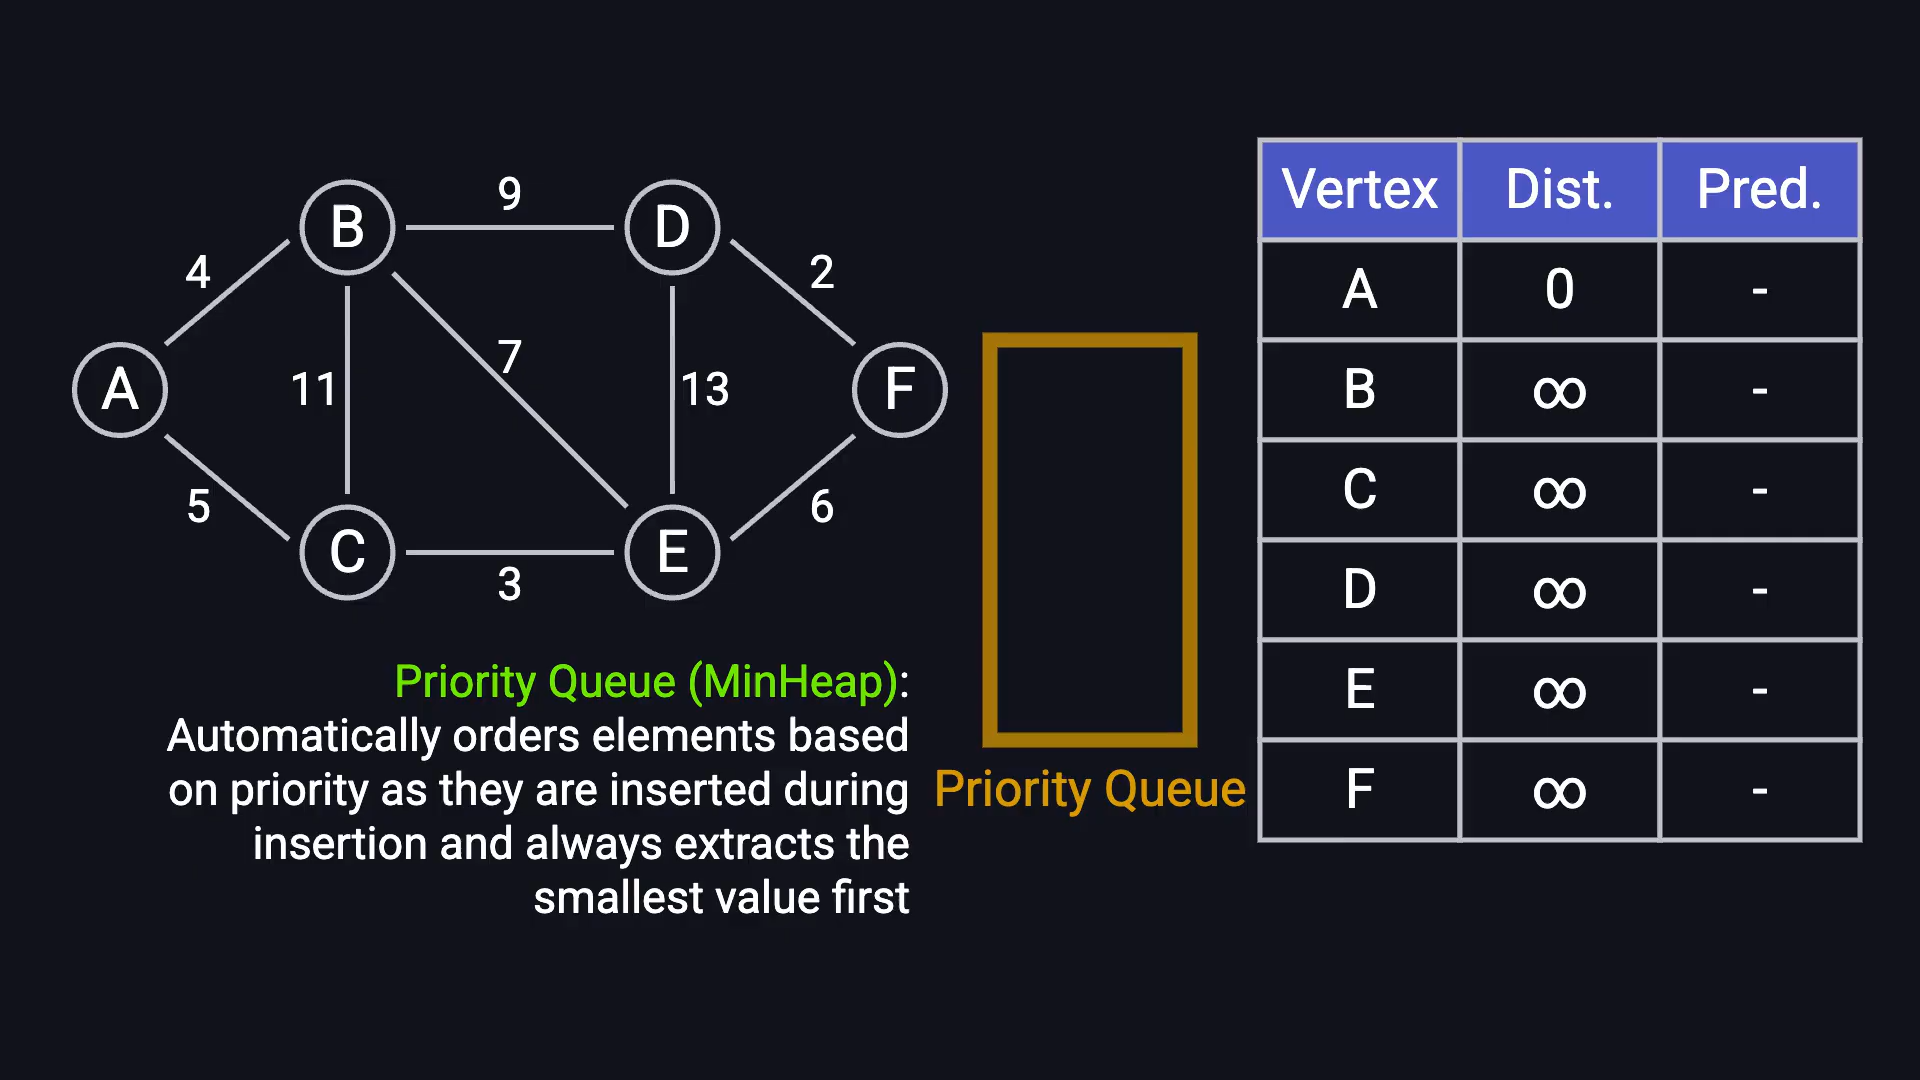 B
9
D
4
2
A
11
7
13
F
5
6
C
3
E
Priority Queue (MinHeap):
Automatically orders elements based
on priority as they are inserted during
insertion and always extracts the
smallest value first
Priority Queue
Vertex Dist. Pred.
A 0 -
B ∞ -
C ∞ -
D ∞ -
E ∞ -
F ∞ -